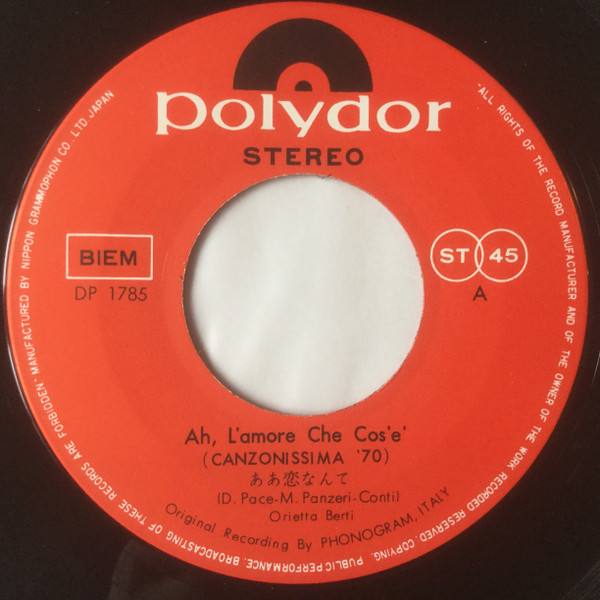 polydor
STEREO
BIEM
DP 1785
ST 45
A
Ah, L'amore Che Cos'e'
(CANZONISSIMA '70)
ああ恋なんて
(D. Pace-M. Panzeri-Conti)
Orietta Berti
Original Recording By PHONOGRAM, ITALY
"ALL RIGHTS OF THE RECORD MANUFACTURER AND OF THE OWNER OF THE WORK RECORDED RESERVED. COPYING. PUBLIC PERFORMANCE. BROADCASTING OF THESE RECORDS ARE FORBIDDEN · MANUFACTURED BY NIPPON GRAMMOPHON CO. LTD JAPAN